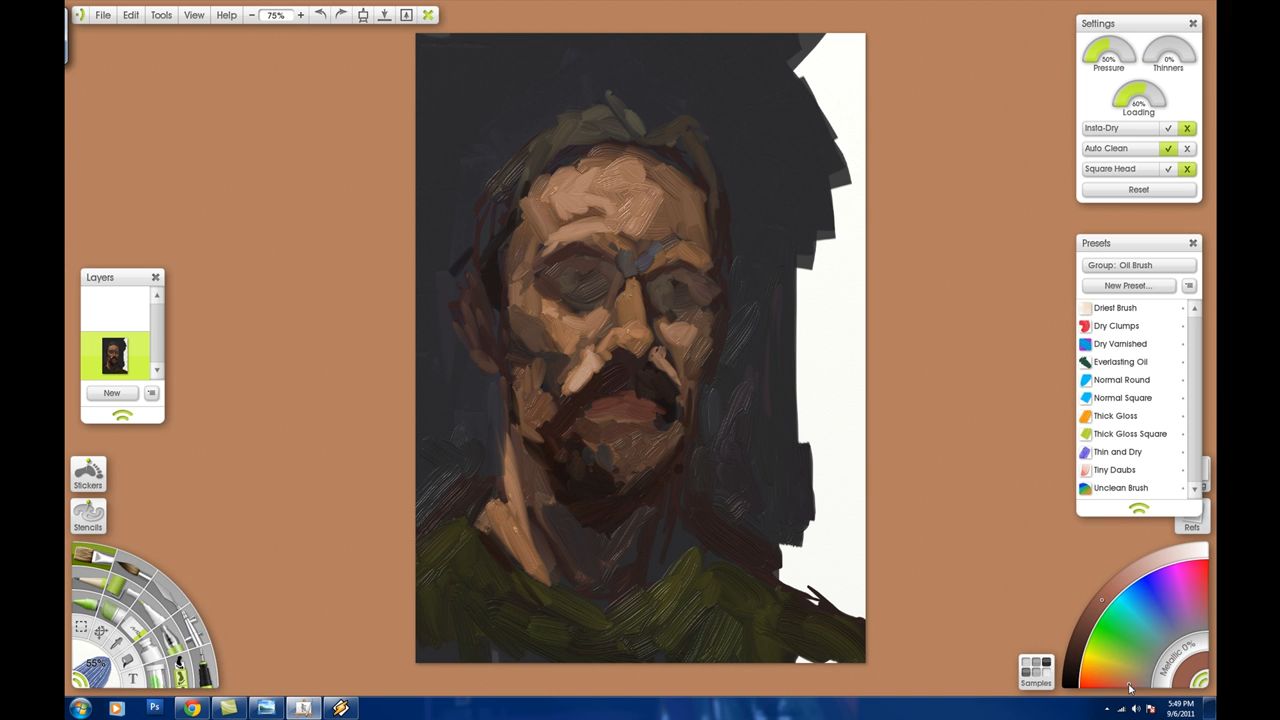 File Edit Tools View Help − 75% +
Settings
50% 0%
Pressure Thinners
60%
Loading
Insta-Dry
Auto Clean
Square Head
Reset
Presets
Group: Oil Brush
New Preset...
Driest Brush
Dry Clumps
Dry Varnished
Everlasting Oil
Normal Round
Normal Square
Thick Gloss
Thick Gloss Square
Thin and Dry
Tiny Daubs
Unclean Brush
Refs
Layers
New
Stickers
Stencils
55%
T
Metallic 0%
Samples
Ps
5:49 PM
9/6/2011